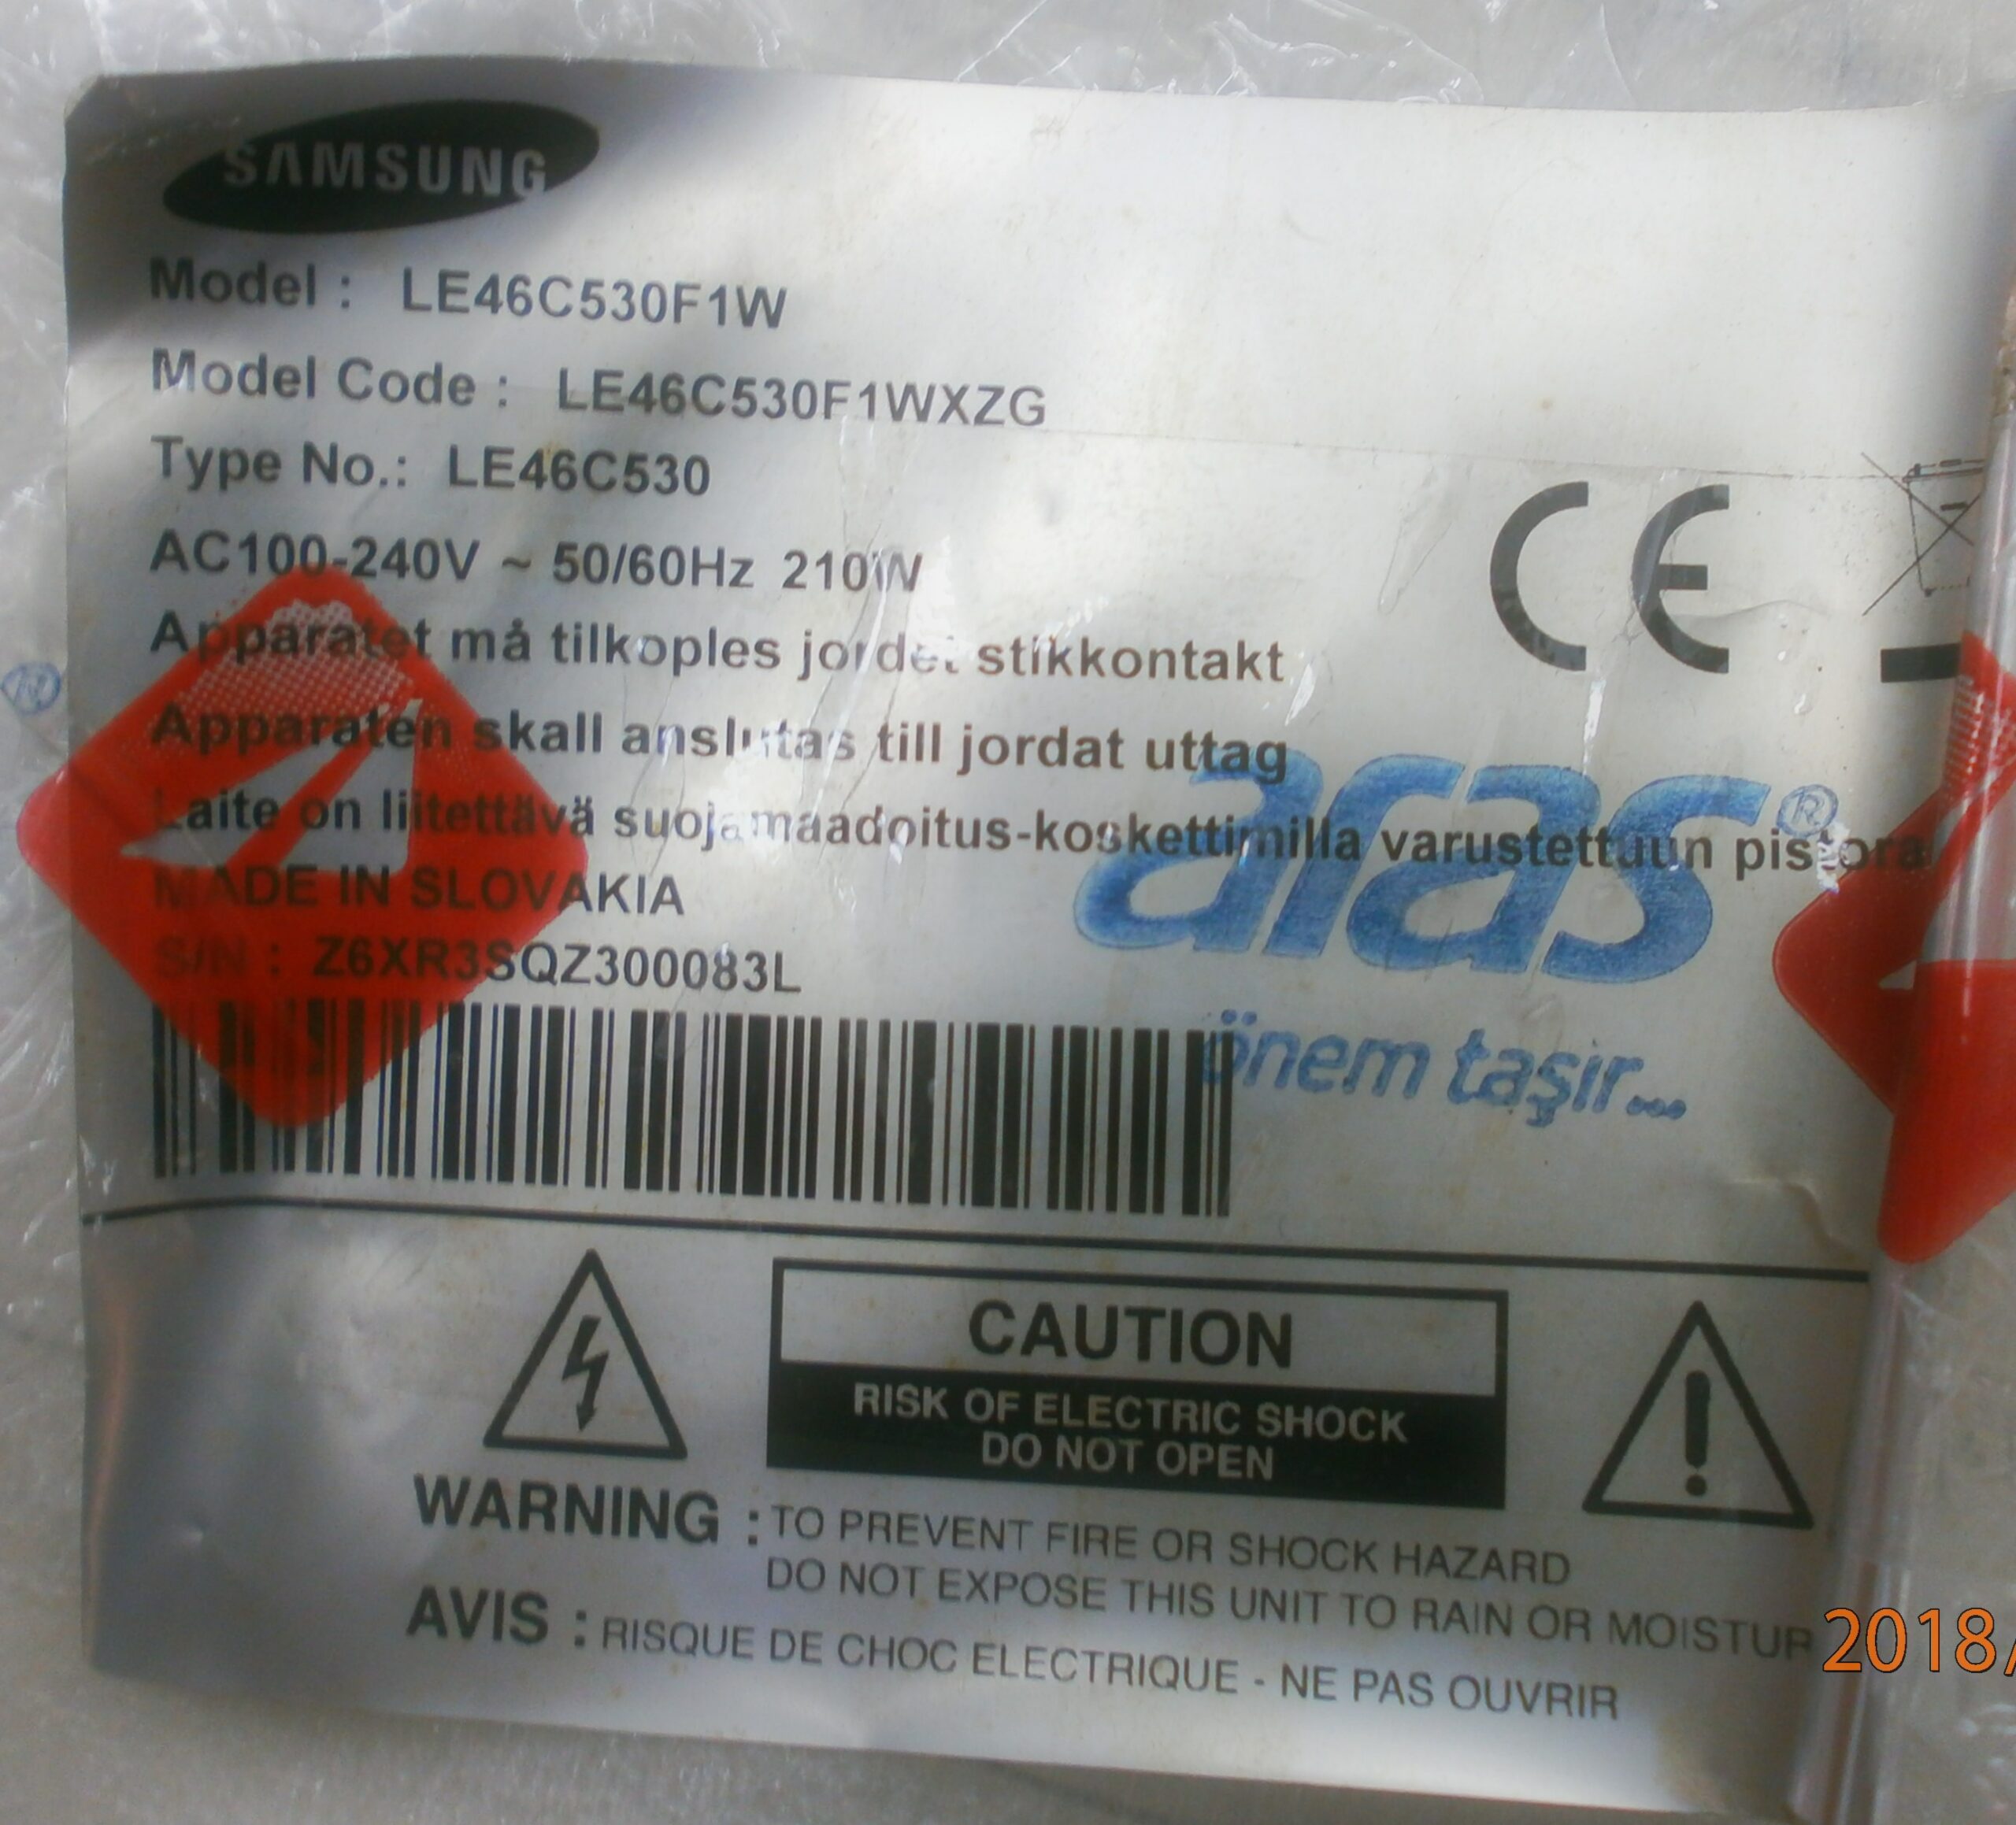 SAMSUNG
Model : LE46C530F1W
Model Code : LE46C530F1WXZG
Type No.: LE46C530
AC100-240V ~ 50/60Hz 210W
CE
Apparatet må tilkoples jordet stikkontakt
®
Apparaten skall anslutas till jordat uttag
aras®
Laite on liitettävä suojamaadoitus-koskettimilla varustettuun pistora
MADE IN SLOVAKIA
S/N : Z6XR3SQZ300083L
önem taşır...
CAUTION
RISK OF ELECTRIC SHOCK
DO NOT OPEN
WARNING : TO PREVENT FIRE OR SHOCK HAZARD
DO NOT EXPOSE THIS UNIT TO RAIN OR MOISTUR
AVIS : RISQUE DE CHOC ELECTRIQUE - NE PAS OUVRIR
2018/